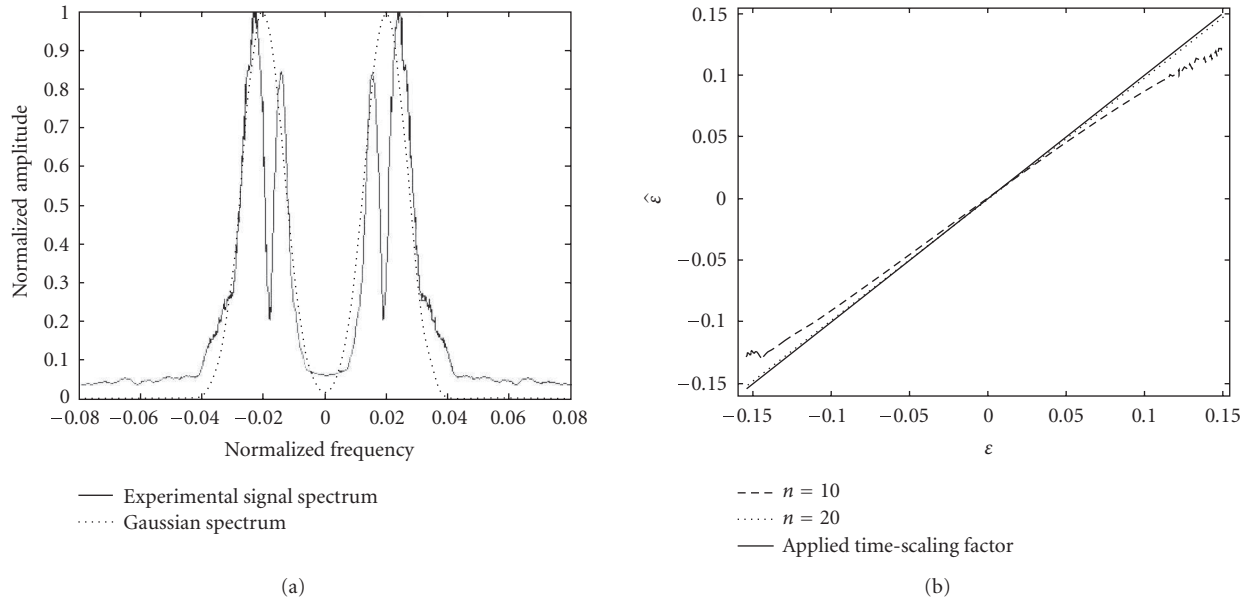 1
0.9
0.8
0.7
0.6
0.5
0.4
0.3
0.2
0.1
0
Normalized amplitude
−0.08 −0.06 −0.04 −0.02 0 0.02 0.04 0.06 0.08
Normalized frequency
Experimental signal spectrum
Gaussian spectrum
(a)
0.15
0.1
0.05
0
−0.05
−0.1
−0.15
ε̂
−0.15 −0.1 −0.05 0 0.05 0.1 0.15
ε
n = 10
n = 20
Applied time-scaling factor
(b)